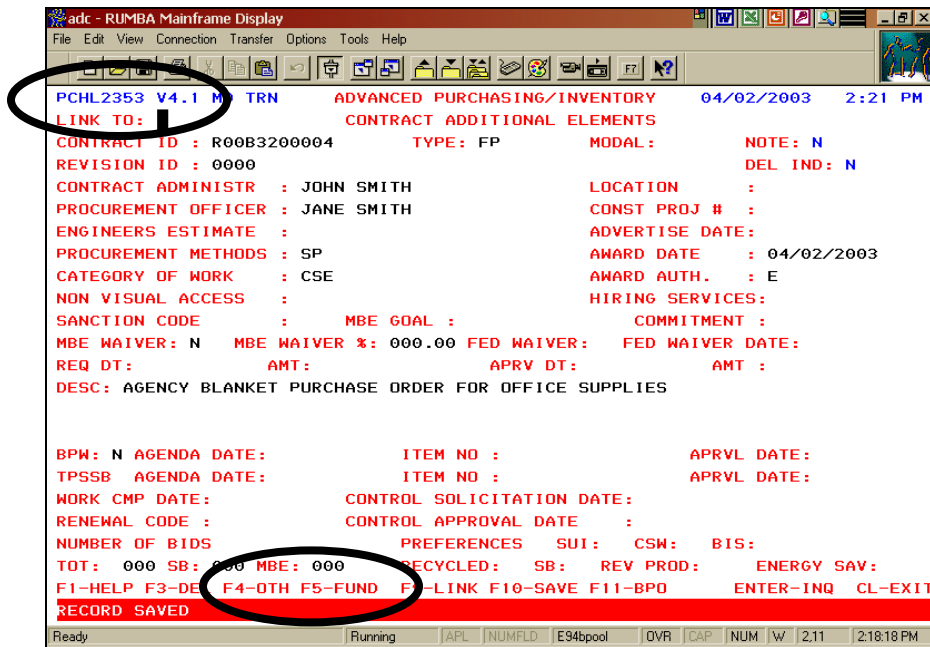 adc - RUMBA Mainframe Display
File Edit View Connection Transfer Options Tools Help
PCHL2353 V4.1 MD TRN ADVANCED PURCHASING/INVENTORY 04/02/2003 2:21 PM
LINK TO: CONTRACT ADDITIONAL ELEMENTS
CONTRACT ID : R00B3200004 TYPE: FP MODAL: NOTE: N
REVISION ID : 0000 DEL IND: N
CONTRACT ADMINISTR : JOHN SMITH LOCATION :
PROCUREMENT OFFICER : JANE SMITH CONST PROJ # :
ENGINEERS ESTIMATE : ADVERTISE DATE:
PROCUREMENT METHODS : SP AWARD DATE : 04/02/2003
CATEGORY OF WORK : CSE AWARD AUTH. : E
NON VISUAL ACCESS : HIRING SERVICES:
SANCTION CODE : MBE GOAL : COMMITMENT :
MBE WAIVER: N MBE WAIVER %: 000.00 FED WAIVER: FED WAIVER DATE:
REQ DT: AMT: APRV DT: AMT :
DESC: AGENCY BLANKET PURCHASE ORDER FOR OFFICE SUPPLIES
BPW: N AGENDA DATE: ITEM NO : APRVL DATE:
TPSSB AGENDA DATE: ITEM NO : APRVL DATE:
WORK CMP DATE: CONTROL SOLICITATION DATE:
RENEWAL CODE : CONTROL APPROVAL DATE :
NUMBER OF BIDS PREFERENCES SUI: CSW: BIS:
TOT: 000 SB: 000 MBE: 000 RECYCLED: SB: REV PROD: ENERGY SAV:
F1-HELP F3-DE F4-OTH F5-FUND F9-LINK F10-SAVE F11-BPO ENTER-INQ CL-EXIT
RECORD SAVED
Ready Running APL NUMFLD E94bpool OVR CAP NUM W 2,11 2:18:18 PM